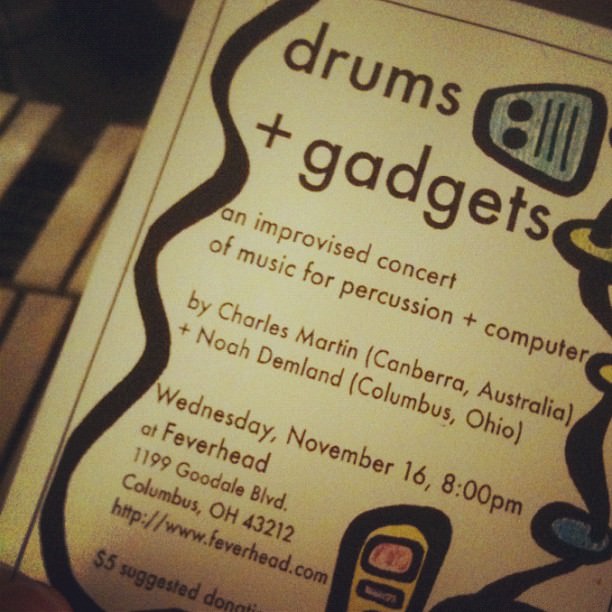 drums
+ gadgets
an improvised concert
of music for percussion + computer
by Charles Martin (Canberra, Australia)
+ Noah Demland (Columbus, Ohio)
Wednesday, November 16, 8:00pm
at Feverhead
1199 Goodale Blvd.
Columbus, OH 43212
http://www.feverhead.com
$5 suggested